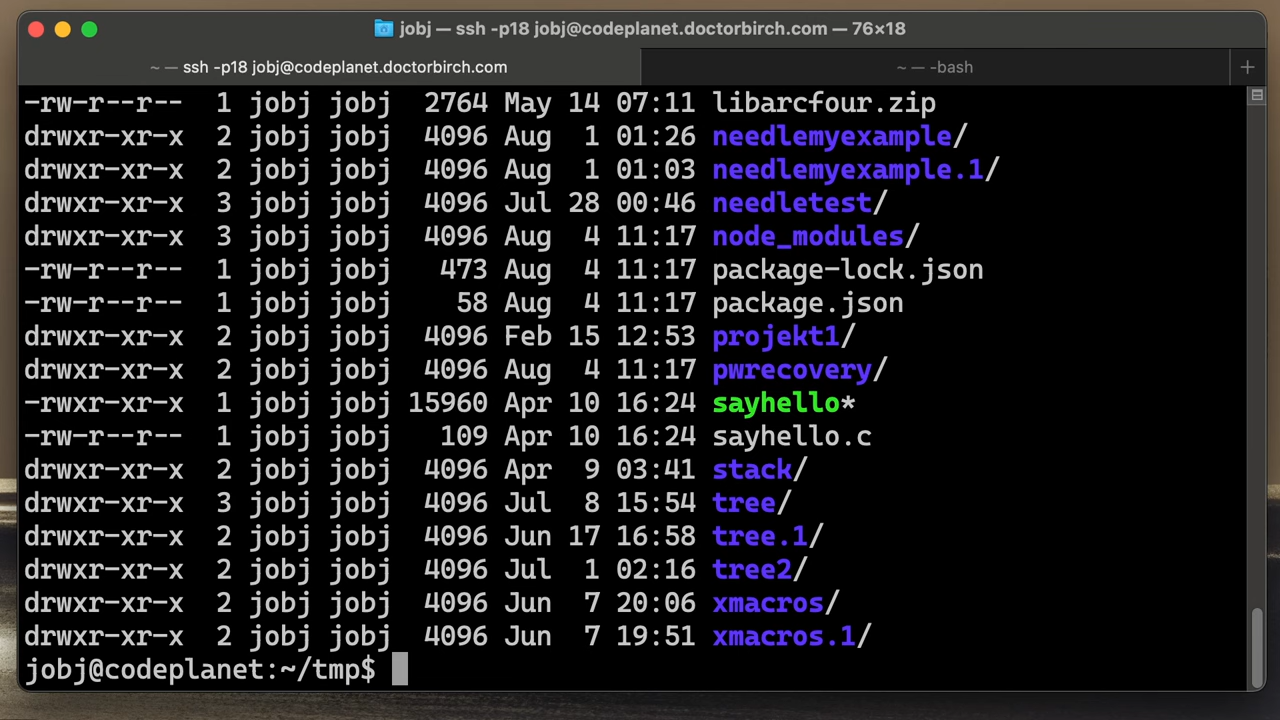 jobj — ssh -p18 jobj@codeplanet.doctorbirch.com — 76×18
~ — ssh -p18 jobj@codeplanet.doctorbirch.com
~ — -bash
+
-rw-r--r--  1 jobj jobj  2764 May 14 07:11 libarcfour.zip
drwxr-xr-x  2 jobj jobj  4096 Aug  1 01:26 needlemyexample/
drwxr-xr-x  2 jobj jobj  4096 Aug  1 01:03 needlemyexample.1/
drwxr-xr-x  3 jobj jobj  4096 Jul 28 00:46 needletest/
drwxr-xr-x  3 jobj jobj  4096 Aug  4 11:17 node_modules/
-rw-r--r--  1 jobj jobj   473 Aug  4 11:17 package-lock.json
-rw-r--r--  1 jobj jobj    58 Aug  4 11:17 package.json
drwxr-xr-x  2 jobj jobj  4096 Feb 15 12:53 projekt1/
drwxr-xr-x  2 jobj jobj  4096 Aug  4 11:17 pwrecovery/
-rwxr-xr-x  1 jobj jobj 15960 Apr 10 16:24 sayhello*
-rw-r--r--  1 jobj jobj   109 Apr 10 16:24 sayhello.c
drwxr-xr-x  2 jobj jobj  4096 Apr  9 03:41 stack/
drwxr-xr-x  3 jobj jobj  4096 Jul  8 15:54 tree/
drwxr-xr-x  2 jobj jobj  4096 Jun 17 16:58 tree.1/
drwxr-xr-x  2 jobj jobj  4096 Jul  1 02:16 tree2/
drwxr-xr-x  2 jobj jobj  4096 Jun  7 20:06 xmacros/
drwxr-xr-x  2 jobj jobj  4096 Jun  7 19:51 xmacros.1/
jobj@codeplanet:~/tmp$